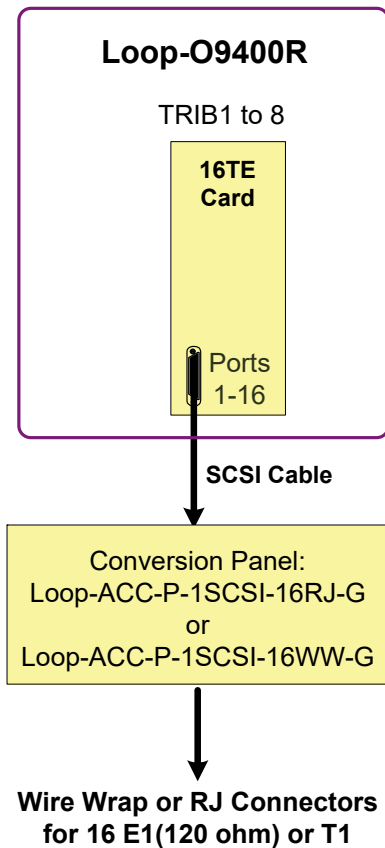 Loop-O9400R
TRIB1 to 8
16TE
Card
Ports
1-16
SCSI Cable
Conversion Panel:
Loop-ACC-P-1SCSI-16RJ-G
or
Loop-ACC-P-1SCSI-16WW-G
Wire Wrap or RJ Connectors
for 16 E1(120 ohm) or T1